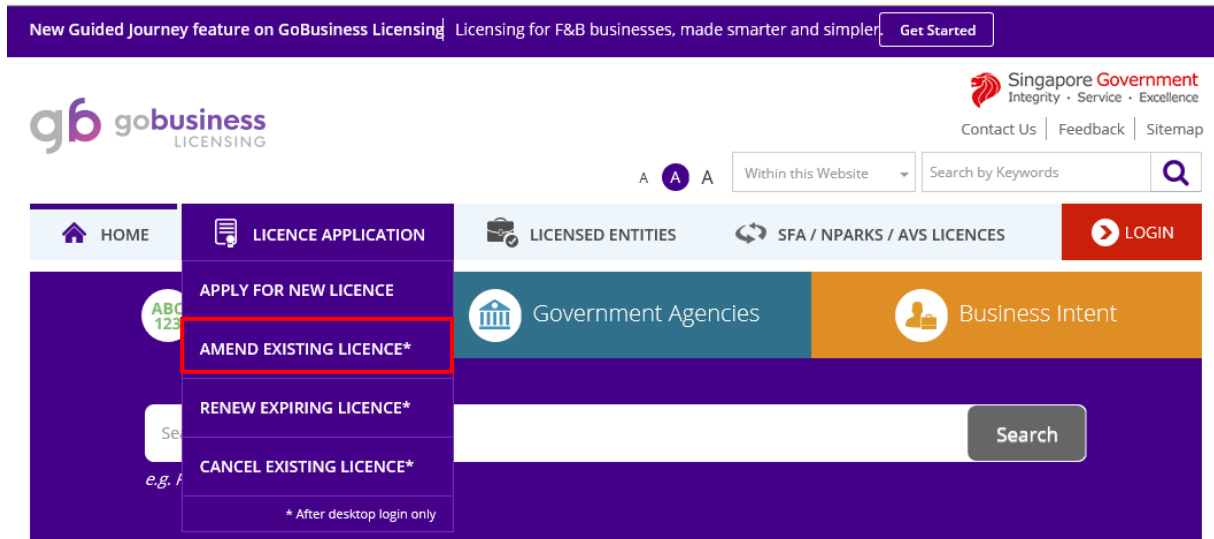 New Guided Journey feature on GoBusiness Licensing Licensing for F&B businesses, made smarter and simpler. Get Started
Singapore Government
Integrity · Service · Excellence
gb gobusiness
LICENSING
Contact Us Feedback Sitemap
A A A Within this Website Search by Keywords
HOME LICENCE APPLICATION LICENSED ENTITIES SFA / NPARKS / AVS LICENCES LOGIN
APPLY FOR NEW LICENCE
ABC
123
Government Agencies Business Intent
AMEND EXISTING LICENCE*
RENEW EXPIRING LICENCE*
Search
CANCEL EXISTING LICENCE*
e.g.
* After desktop login only